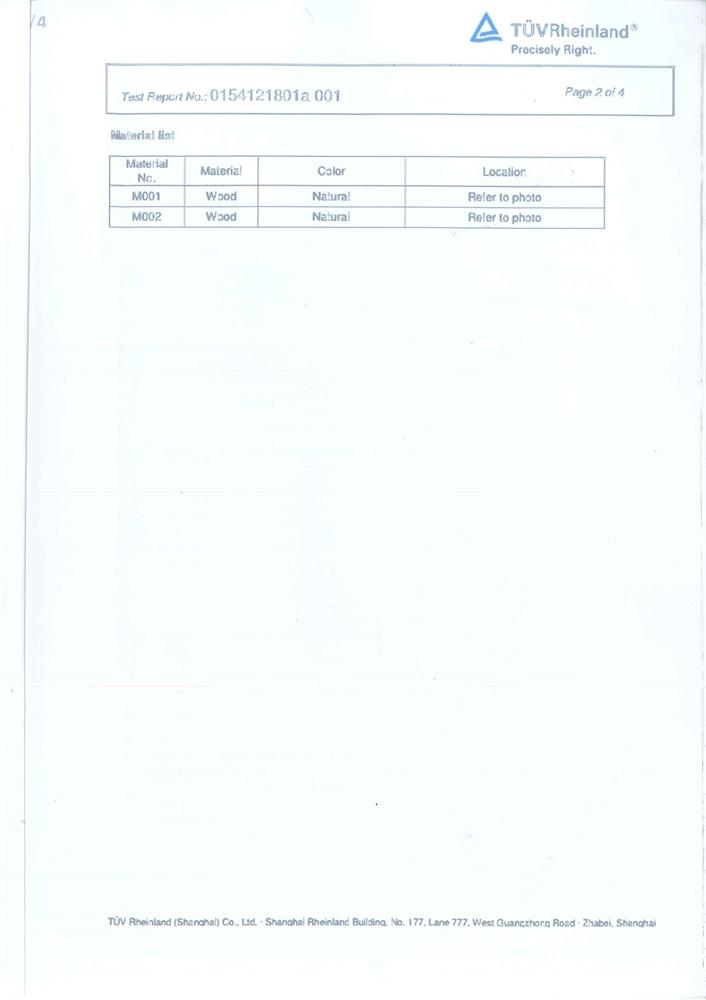 /4
TÜVRheinland®
Precisely Right.
Test Report No.: 0154121801a 001
Page 2 of 4
Material list
Material No. Material Color Location
M001 Wood Natural Refer to photo
M002 Wood Natural Refer to photo
TÜV Rheinland (Shanghai) Co., Ltd. · Shanghai Rheinland Building, No. 177, Lane 777, West Guangzhong Road · Zhabei, Shanghai